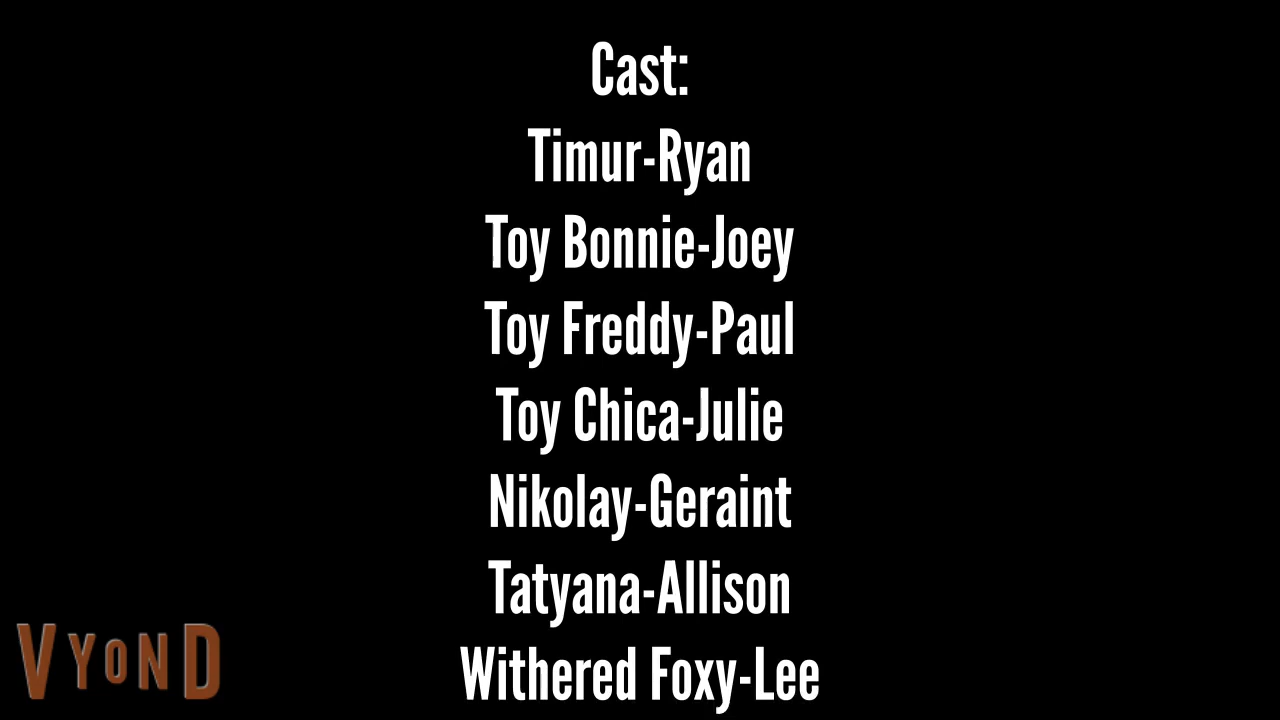 Cast:
Timur-Ryan
Toy Bonnie-Joey
Toy Freddy-Paul
Toy Chica-Julie
Nikolay-Geraint
Tatyana-Allison
Withered Foxy-Lee
VYOND